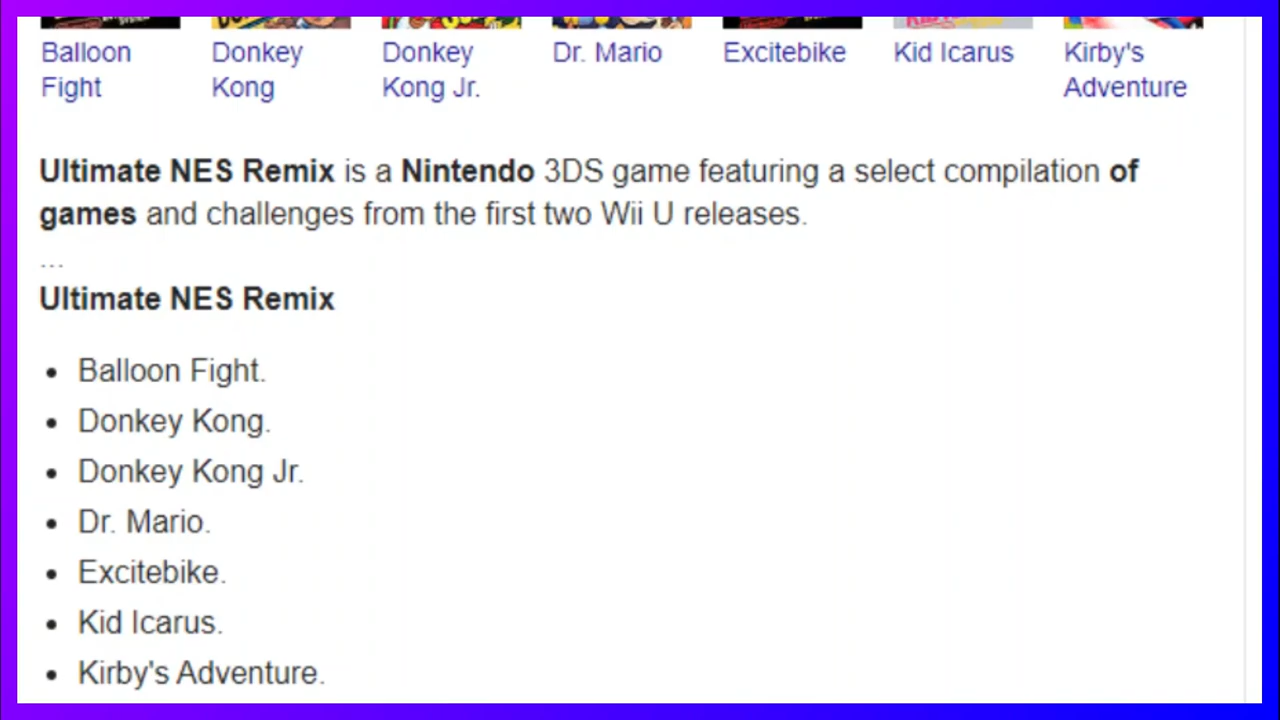 Balloon Fight
Donkey Kong
Donkey Kong Jr.
Dr. Mario
Excitebike
Kid Icarus
Kirby's Adventure
Ultimate NES Remix is a Nintendo 3DS game featuring a select compilation of
games and challenges from the first two Wii U releases.
...
Ultimate NES Remix
• Balloon Fight.
• Donkey Kong.
• Donkey Kong Jr.
• Dr. Mario.
• Excitebike.
• Kid Icarus.
• Kirby's Adventure.